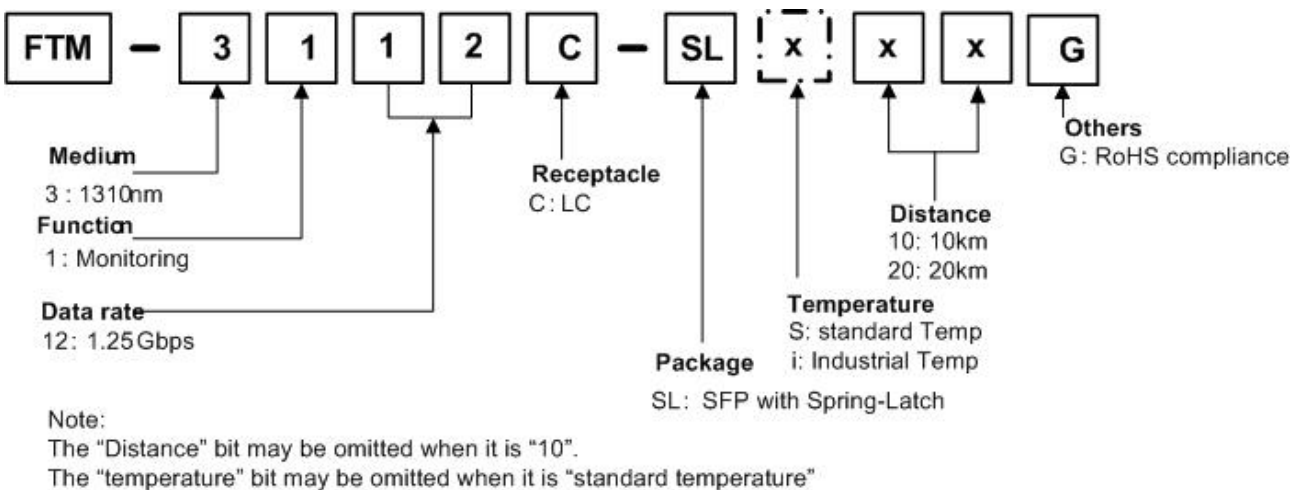 FTM – 3 1 1 2 C – SL x x x G
Medium
3 : 1310nm
Function
1 : Monitoring
Data rate
12: 1.25Gbps
Receptacle
C : LC
Package
SL: SFP with Spring-Latch
Temperature
S: standard Temp
i: Industrial Temp
Distance
10: 10km
20: 20km
Others
G: RoHS compliance
Note:
The “Distance” bit may be omitted when it is “10”.
The “temperature” bit may be omitted when it is “standard temperature”